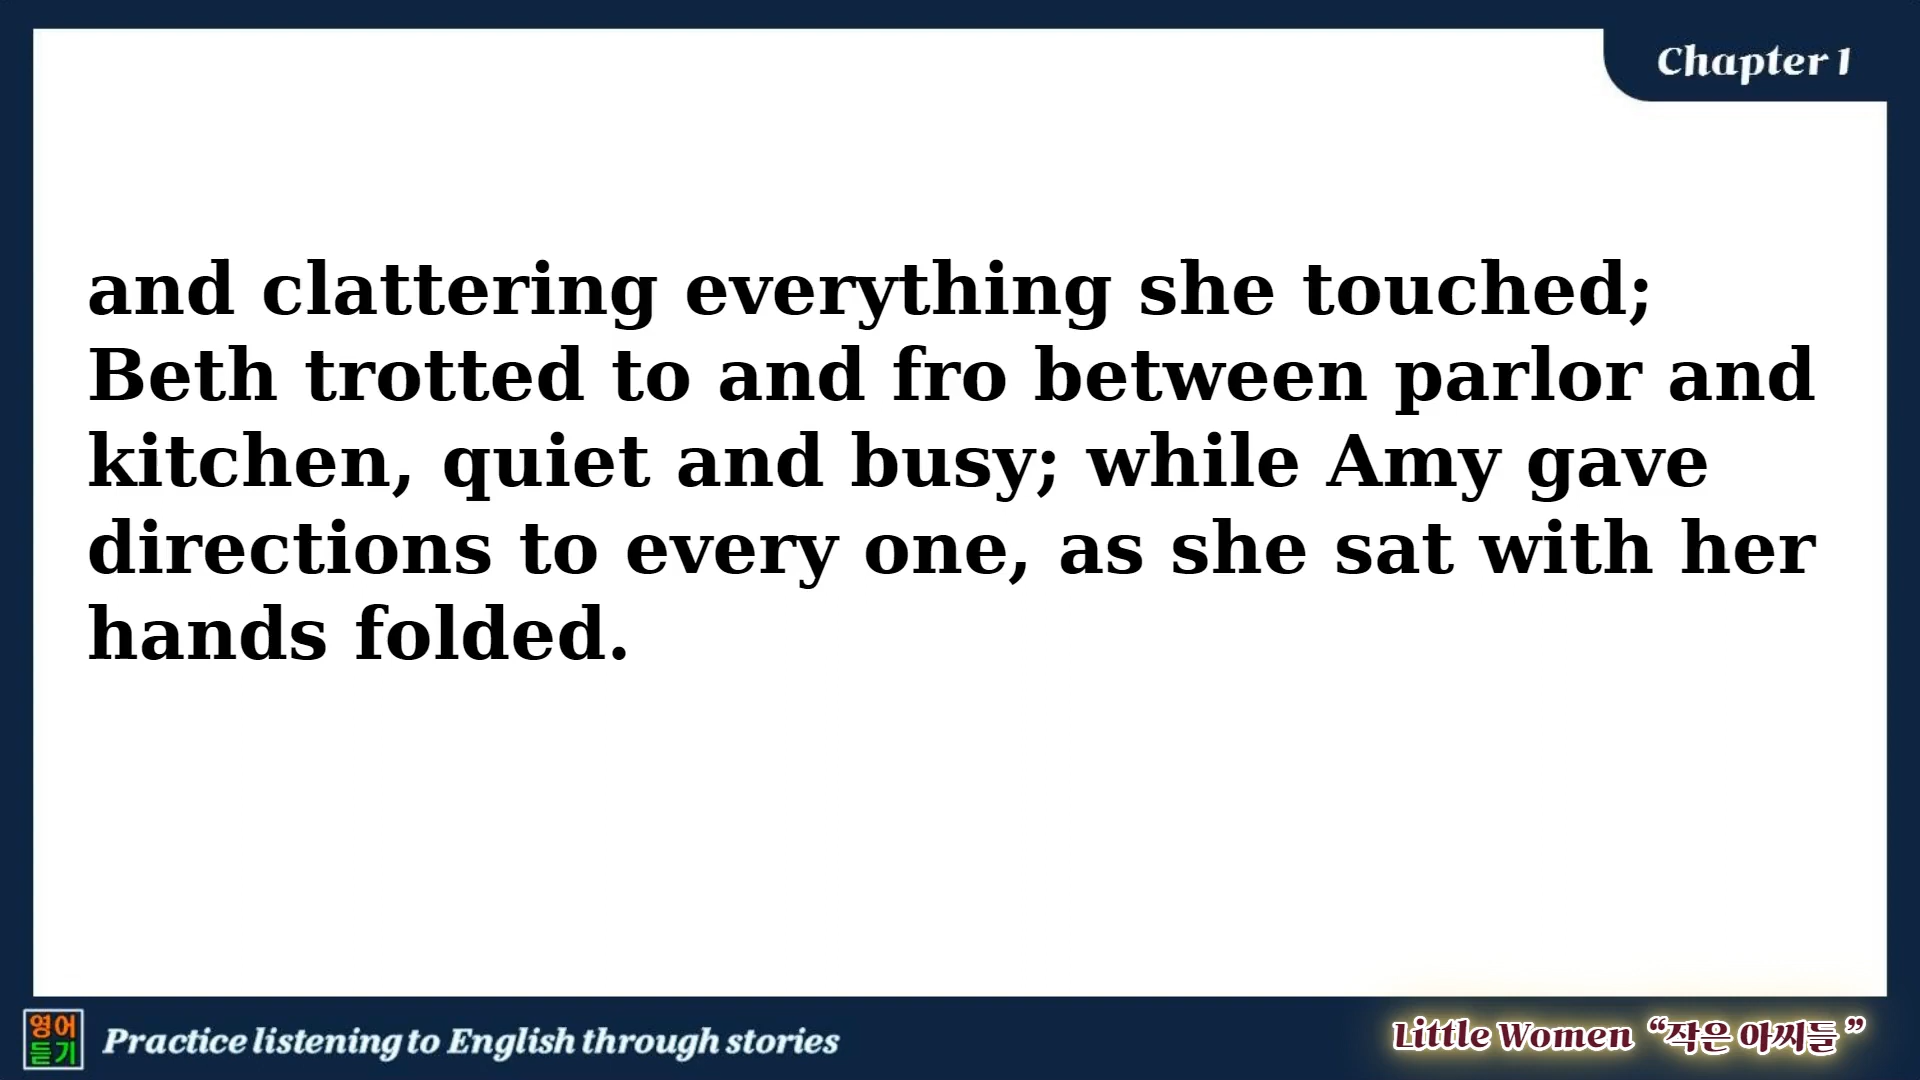 Chapter 1
and clattering everything she touched;
Beth trotted to and fro between parlor and
kitchen, quiet and busy; while Amy gave
directions to every one, as she sat with her
hands folded.
영어
듣기
Practice listening to English through stories
Little Women “작은 아씨들”